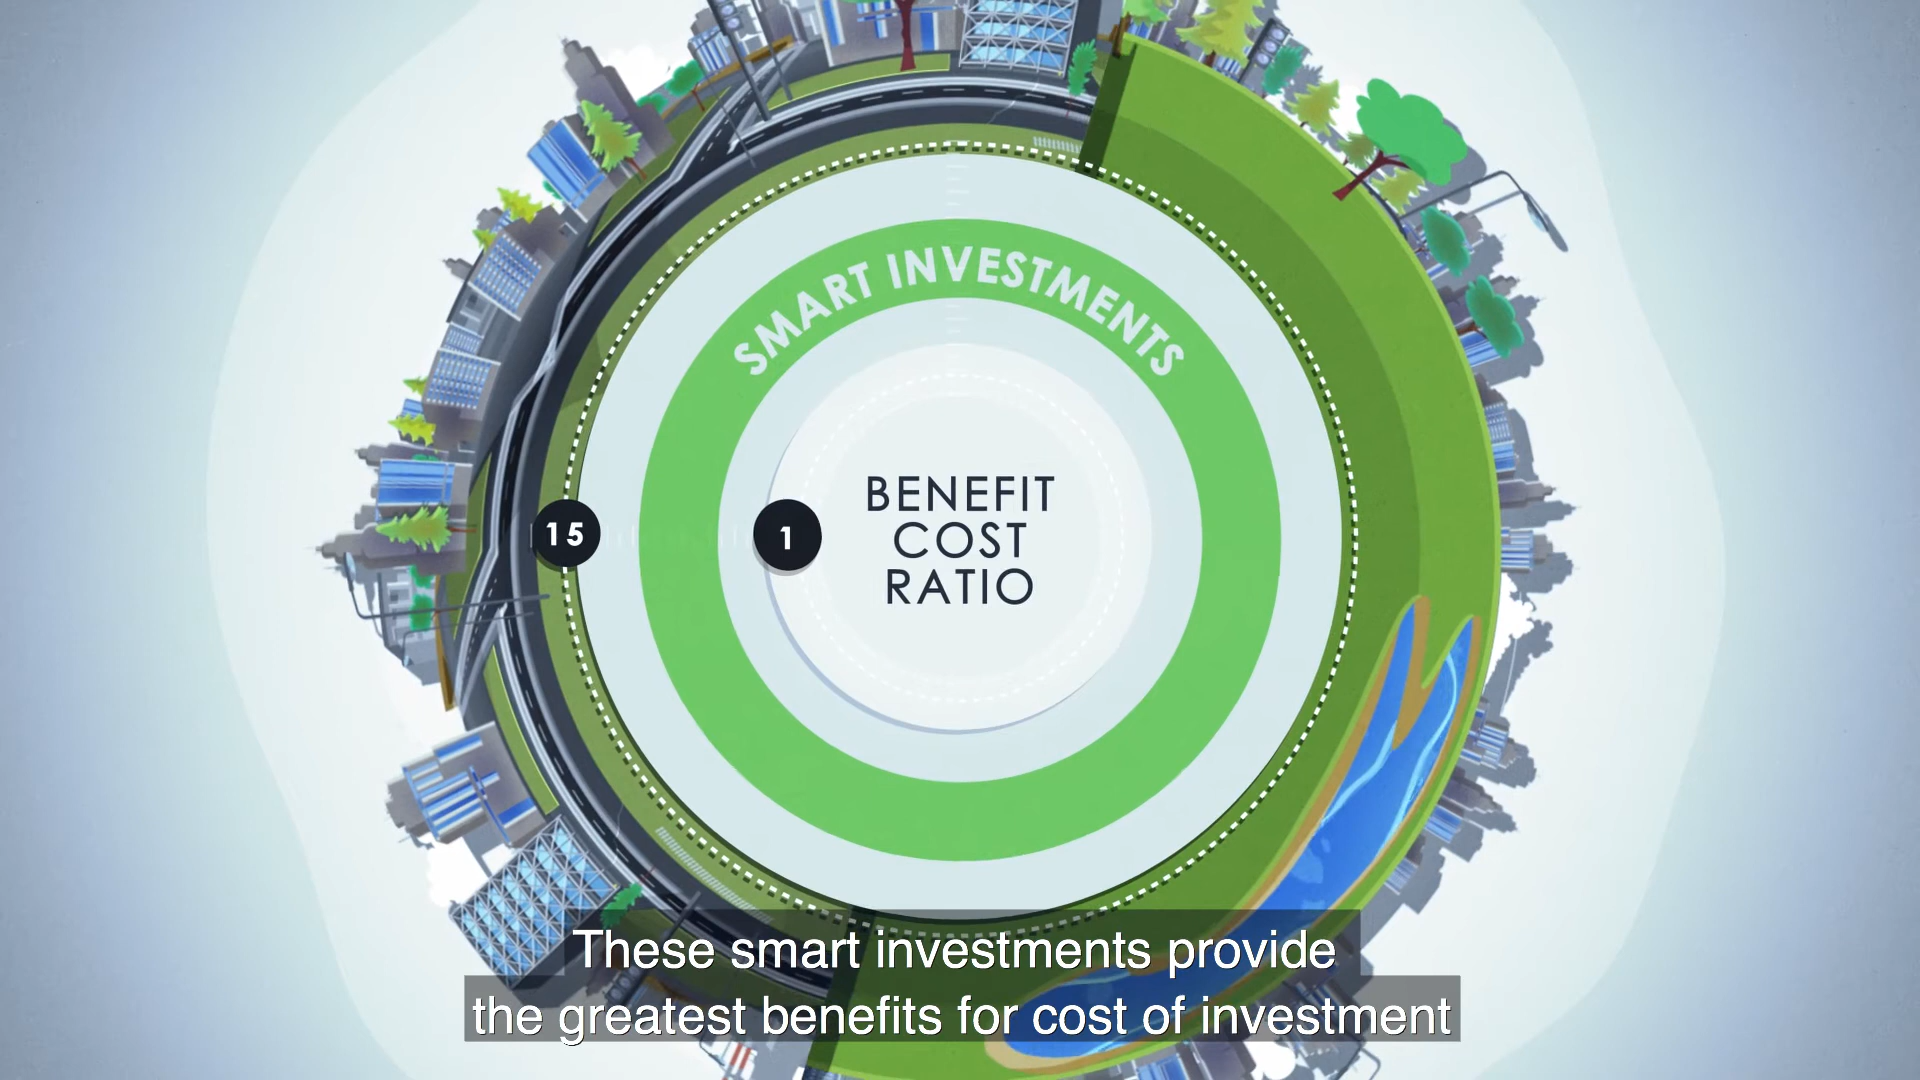 SMART INVESTMENTS
BENEFIT
COST
RATIO
15
1
These smart investments provide
the greatest benefits for cost of investment